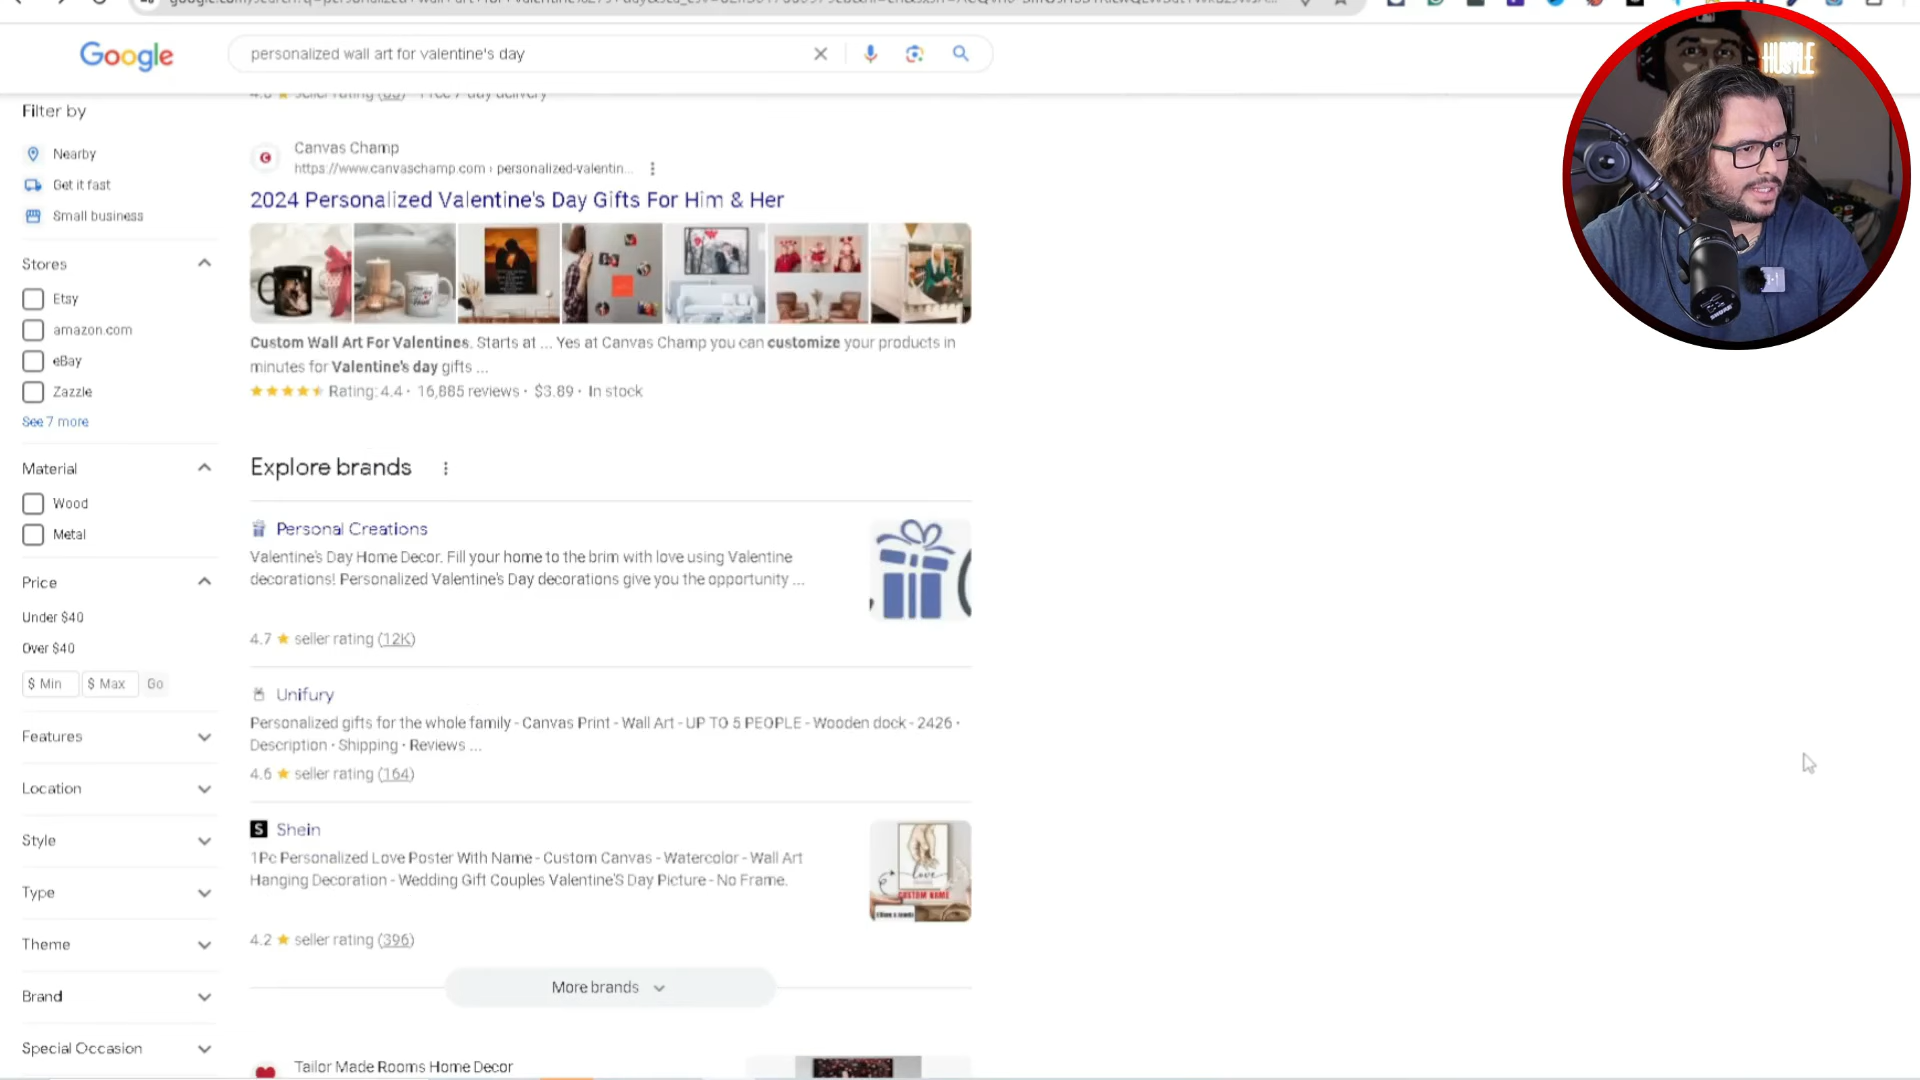 Google
personalized wall art for valentine's day
HUSTLE
Filter by
Nearby
Get it fast
Small business
Stores
Etsy
amazon.com
eBay
Zazzle
See 7 more
Material
Wood
Metal
Price
Under $40
Over $40
$ Min $ Max Go
Features
Location
Style
Type
Theme
Brand
Special Occasion
Canvas Champ
https://www.canvaschamp.com › personalized-valentin...
2024 Personalized Valentine's Day Gifts For Him & Her
Custom Wall Art For Valentines. Starts at ... Yes at Canvas Champ you can customize your products in
minutes for Valentine's day gifts ...
Rating: 4.4 · 16,885 reviews · $3.89 · In stock
Explore brands
Personal Creations
Valentine's Day Home Decor. Fill your home to the brim with love using Valentine
decorations! Personalized Valentine's Day decorations give you the opportunity ...
4.7 ★ seller rating (12K)
Unifury
Personalized gifts for the whole family - Canvas Print - Wall Art - UP TO 5 PEOPLE - Wooden dock - 2426 ·
Description · Shipping · Reviews ...
4.6 ★ seller rating (164)
S Shein
1Pc Personalized Love Poster With Name - Custom Canvas - Watercolor - Wall Art
Hanging Decoration - Wedding Gift Couples Valentine'S Day Picture - No Frame.
love
CUSTOM NAME
4.2 ★ seller rating (396)
More brands
Tailor Made Rooms Home Decor